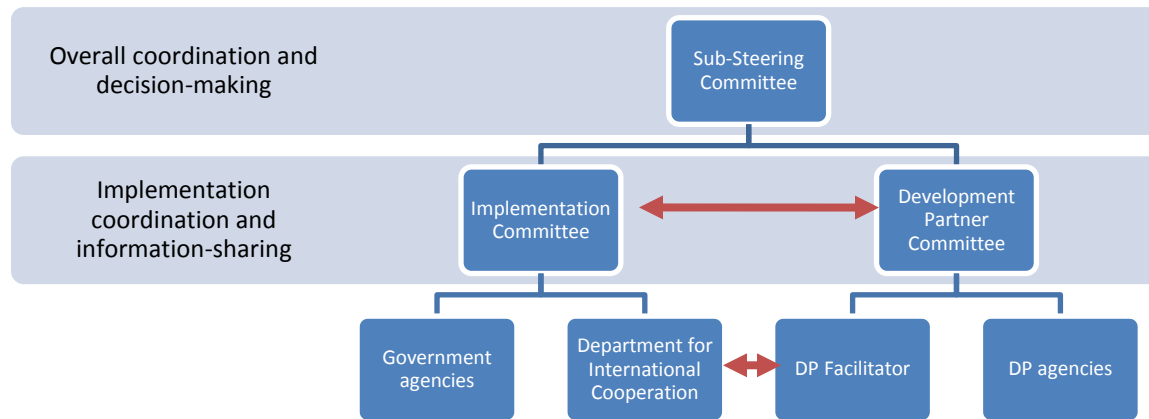 Overall coordination and
decision-making
Sub-Steering
Committee
Implementation
coordination and
information-sharing
Implementation
Committee
Development
Partner
Committee
Government
agencies
Department for
International
Cooperation
DP Facilitator
DP agencies